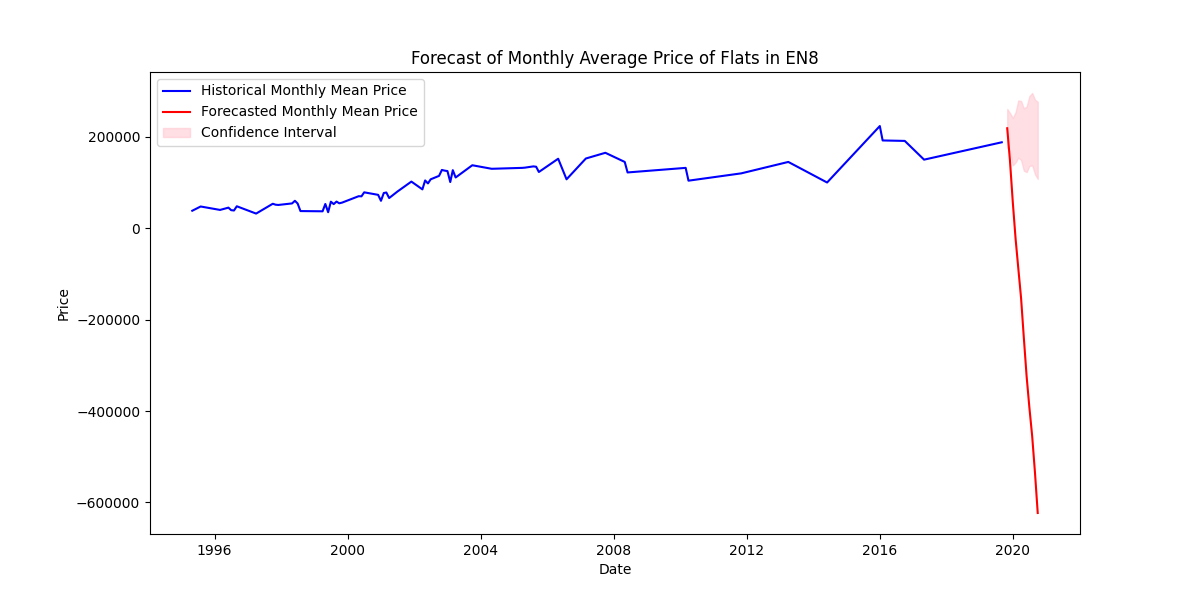 Forecast of Monthly Average Price of Flats in EN8
Historical Monthly Mean Price
Forecasted Monthly Mean Price
Confidence Interval
Price
200000
0
−200000
−400000
−600000
1996 2000 2004 2008 2012 2016 2020
Date